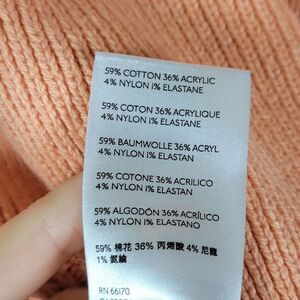 59% COTTON 36% ACRYLIC
4% NYLON 1% ELASTANE
59% COTON 36% ACRYLIQUE
4% NYLON 1% ELASTANE
59% BAUMWOLLE 36% ACRYL
4% NYLON 1% ELASTAN
59% COTONE 36% ACRILICO
4% NYLON 1% ELASTAN
59% ALGODÓN 36% ACRÍLICO
4% NYLON 1% ELASTANO
59% 棉花 36% 丙烯酸 4% 尼龍
1% 氨綸
RN 66170